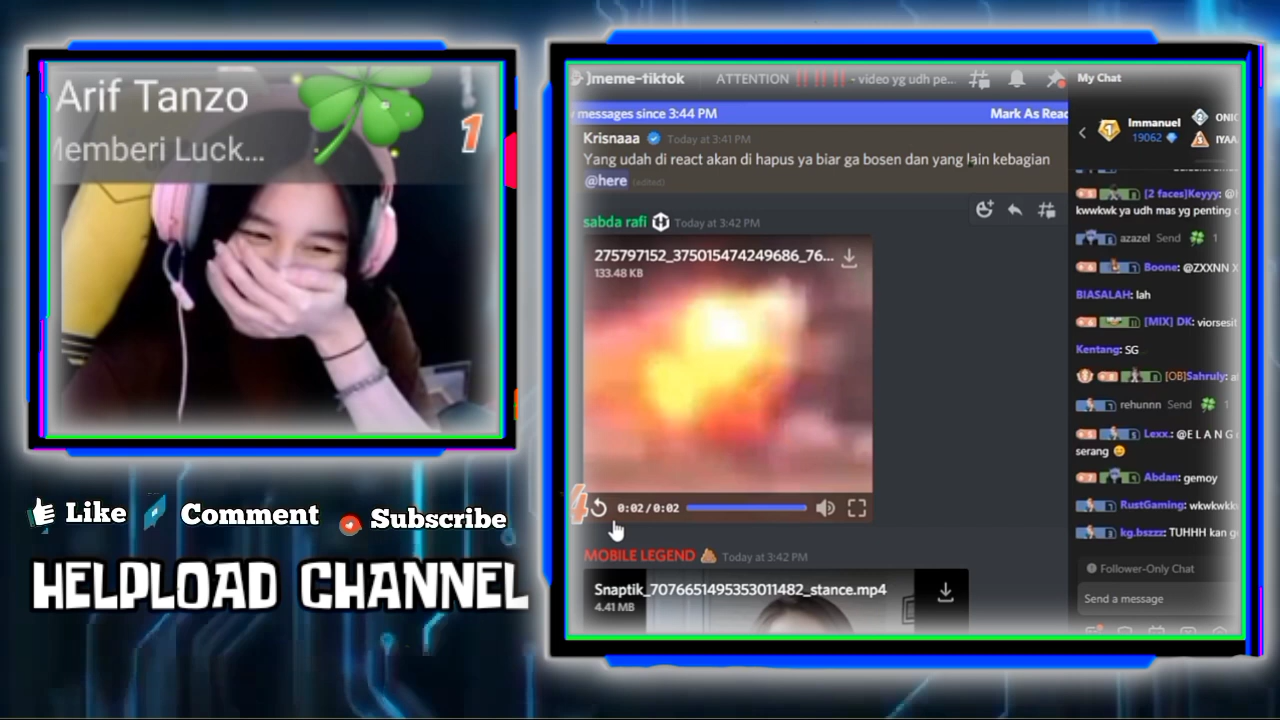 Arif Tanzo
Memberi Luck...
1
Like
Comment
Subscribe
HELPLOAD CHANNEL
meme-tiktok
ATTENTION ‼️‼️‼️ - video yg udh pe...
messages since 3:44 PM
Mark As Read
Krisnaaa Today at 3:41 PM
Yang udah di react akan di hapus ya biar ga bosen dan yang lain kebagian
@here (edited)
sabda rafi Today at 3:42 PM
275797152_375015474249686_76...
133.48 KB
4
0:02/0:02
MOBILE LEGEND 💩 Today at 3:42 PM
Snaptik_7076651495353011482_stance.mp4
4.41 MB
My Chat
Immanuel
19062
ONIC
IYAA
[2 faces]Keyyy: @
kwwkwk ya udh mas yg penting
azazel Send 🍀 1
Boone: @ZXXNN X
BIASALAH: lah
[MIX] DK: viorsesit
Kentang: SG
[OB]Sahruly: a
rehunnn Send 🍀 1
Lexx.: @E L A N G
serang 😊
Abdan: gemoy
RustGaming: wkwkwkk
kg.bszzz: TUHHH kan g
Follower-Only Chat
Send a message